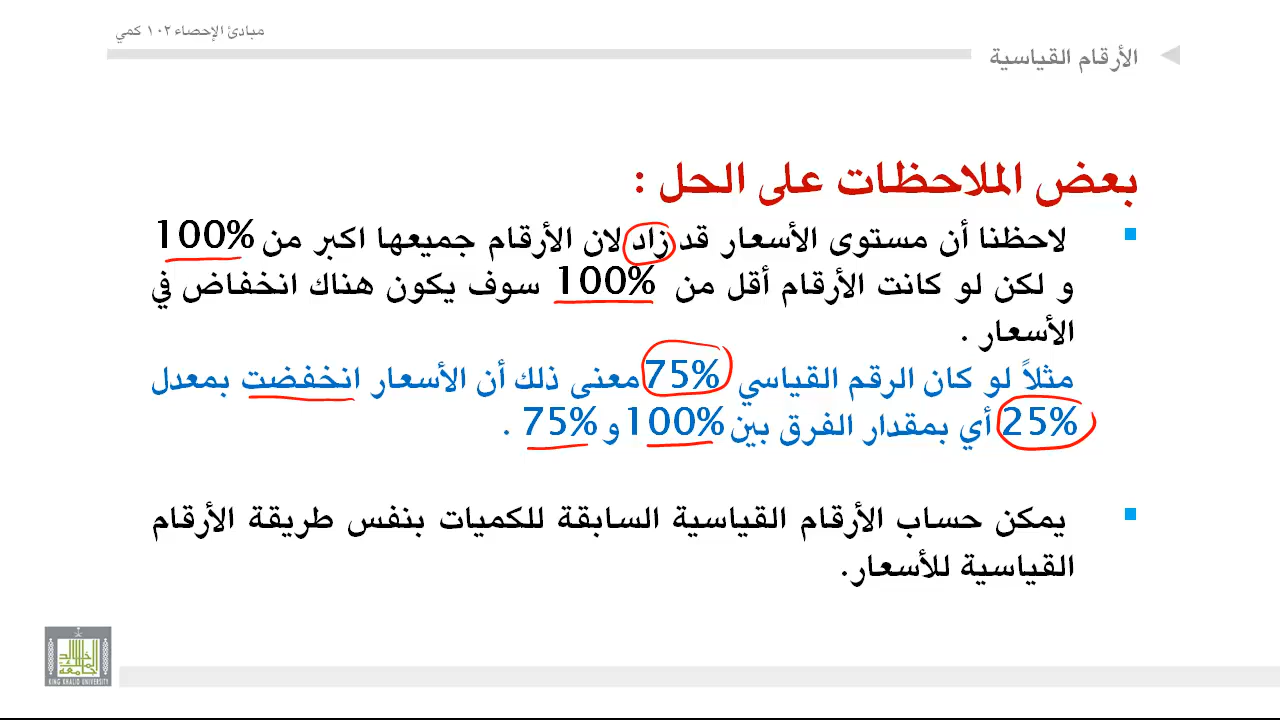 مبادئ الإحصاء ١٠٢ كمي
الأرقام القياسية
بعض الملاحظات على الحل :
لاحظنا أن مستوى الأسعار قد زاد لان الأرقام جميعها اكبر من 100%
و لكن لو كانت الأرقام أقل من 100% سوف يكون هناك انخفاض في
الأسعار .
مثلاً لو كان الرقم القياسي 75% معنى ذلك أن الأسعار انخفضت بمعدل
25% أي بمقدار الفرق بين 100% و 75% .
يمكن حساب الأرقام القياسية السابقة للكميات بنفس طريقة الأرقام
القياسية للأسعار.
جامعة الملك خالد
KING KHALID UNIVERSITY